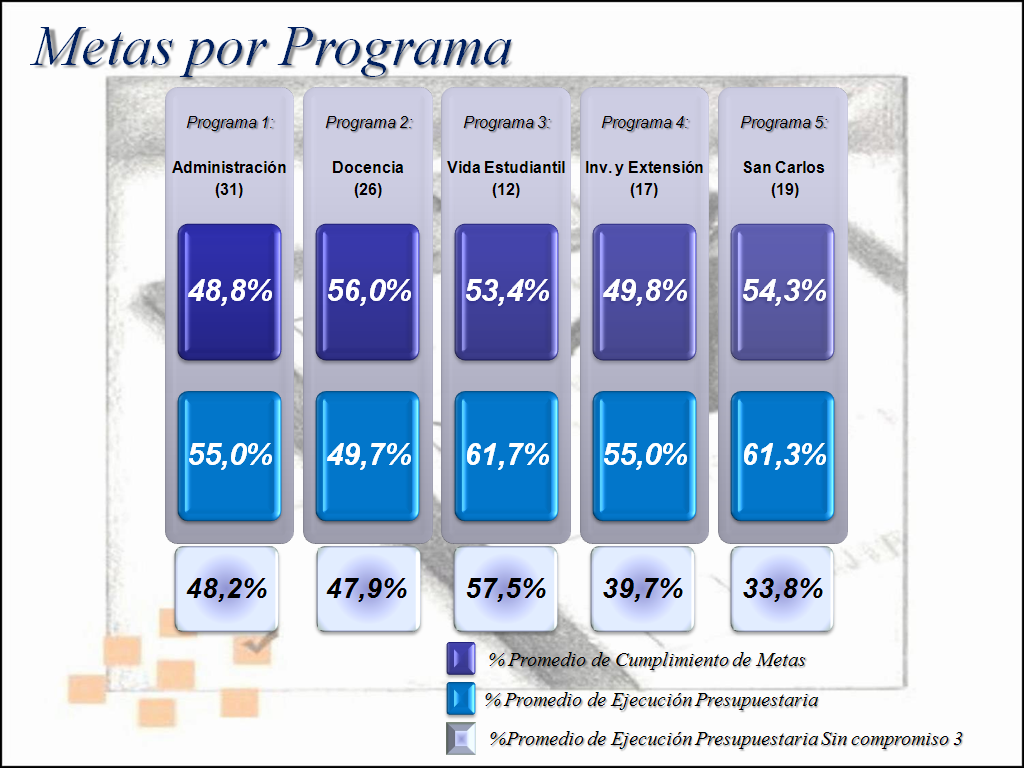 Metas por Programa
Programa 1:
Administración
(31)
48,8%
55,0%
48,2%
Programa 2:
Docencia
(26)
56,0%
49,7%
47,9%
Programa 3:
Vida Estudiantil
(12)
53,4%
61,7%
57,5%
Programa 4:
Inv. y Extensión
(17)
49,8%
55,0%
39,7%
Programa 5:
San Carlos
(19)
54,3%
61,3%
33,8%
% Promedio de Cumplimiento de Metas
% Promedio de Ejecución Presupuestaria
%Promedio de Ejecución Presupuestaria Sin compromiso 3